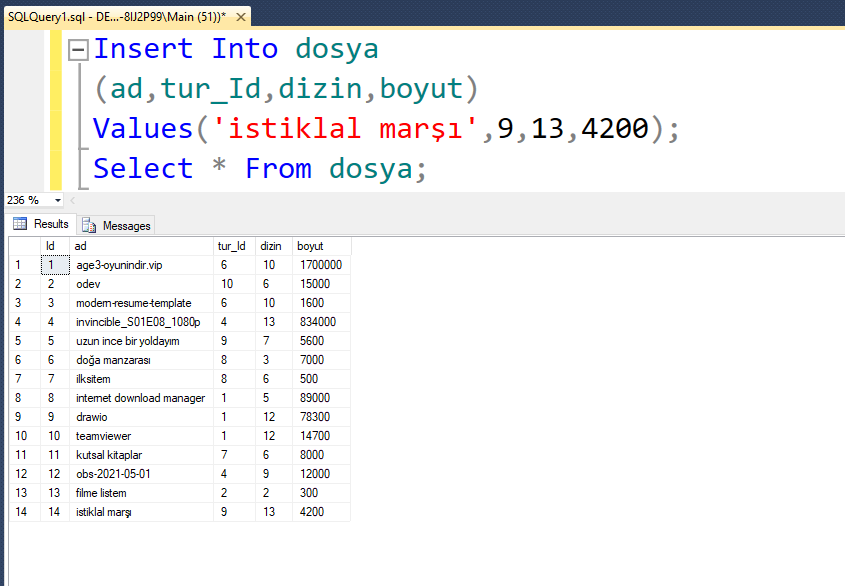 SQLQuery1.sql - DE...-8IJ2P99\Main (51))* ✕
Insert Into dosya
(ad,tur_Id,dizin,boyut)
Values('istiklal marşı',9,13,4200);
Select * From dosya;
236 %
Results Messages
Id ad tur_Id dizin boyut
1 1 age3-oyunindir.vip 6 10 1700000
2 2 odev 10 6 15000
3 3 modern-resume-template 6 10 1600
4 4 invincible_S01E08_1080p 4 13 834000
5 5 uzun ince bir yoldayım 9 7 5600
6 6 doğa manzarası 8 3 7000
7 7 ilksitem 8 6 500
8 8 internet download manager 1 5 89000
9 9 drawio 1 12 78300
10 10 teamviewer 1 12 14700
11 11 kutsal kitaplar 7 6 8000
12 12 obs-2021-05-01 4 9 12000
13 13 filme listem 2 2 300
14 14 istiklal marşı 9 13 4200